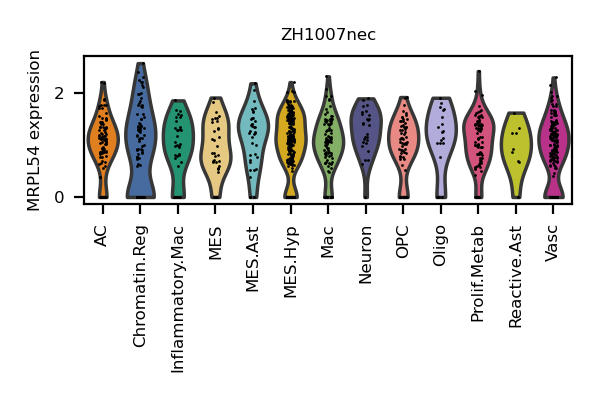 ZH1007nec
MRPL54 expression
2
0
AC
Chromatin.Reg
Inflammatory.Mac
MES
MES.Ast
MES.Hyp
Mac
Neuron
OPC
Oligo
Prolif.Metab
Reactive.Ast
Vasc